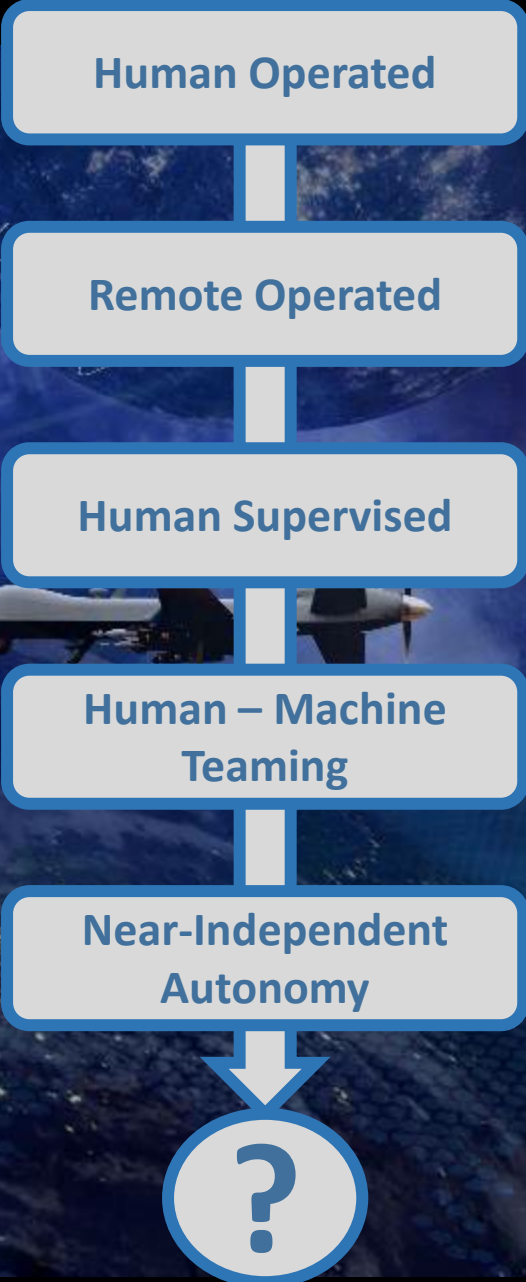 Human Operated
Remote Operated
Human Supervised
Human – Machine
Teaming
Near-Independent
Autonomy
?